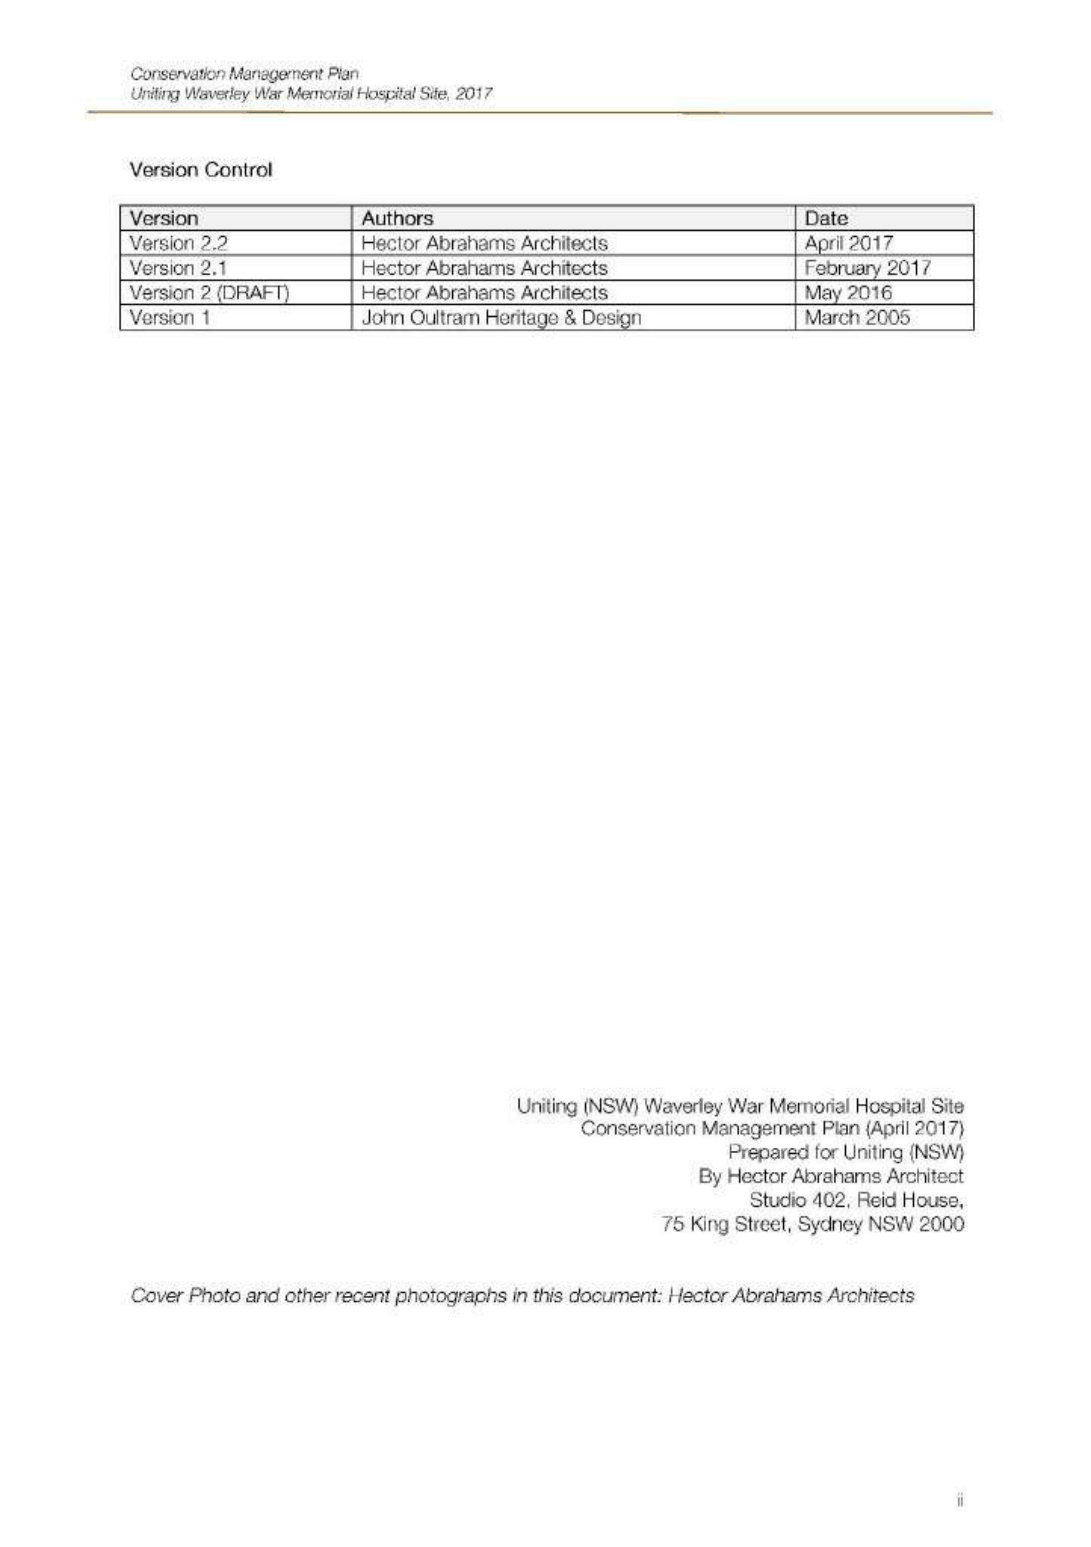 Conservation Management Plan
Uniting Waverley War Memorial Hospital Site, 2017
Version Control
Version Authors Date
Version 2.2 Hector Abrahams Architects April 2017
Version 2.1 Hector Abrahams Architects February 2017
Version 2 (DRAFT) Hector Abrahams Architects May 2016
Version 1 John Oultram Heritage & Design March 2005
Uniting (NSW) Waverley War Memorial Hospital Site
Conservation Management Plan (April 2017)
Prepared for Uniting (NSW)
By Hector Abrahams Architect
Studio 402, Reid House,
75 King Street, Sydney NSW 2000
Cover Photo and other recent photographs in this document: Hector Abrahams Architects
ii